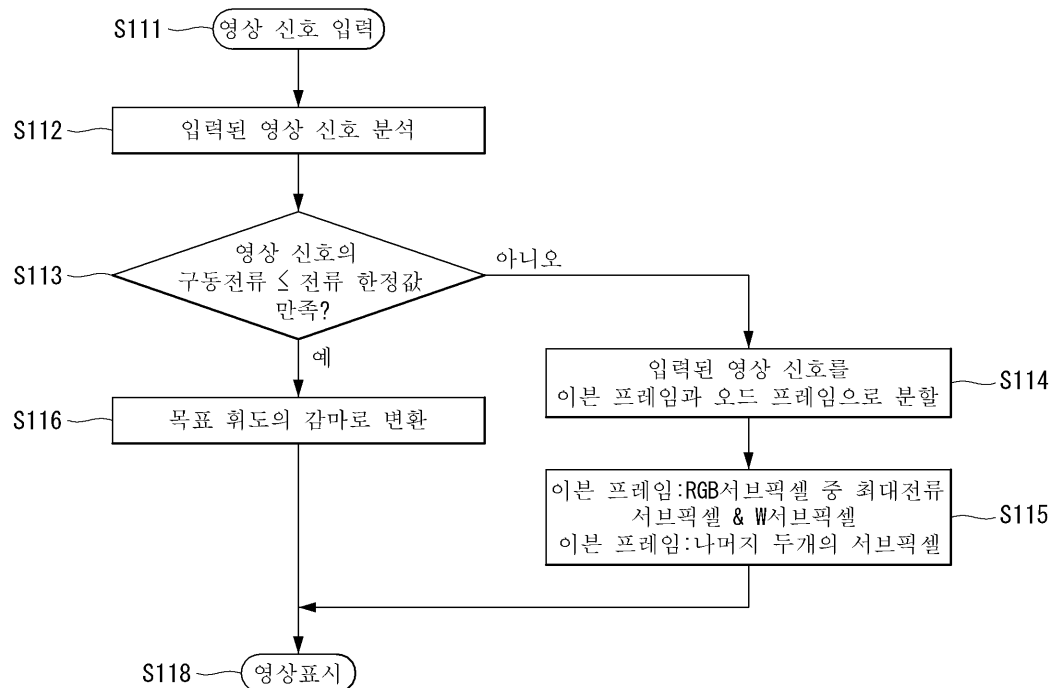 S111
영상 신호 입력
S112
입력된 영상 신호 분석
S113
영상 신호의
구동전류 ≤ 전류 한정값
만족?
아니오
예
S114
입력된 영상 신호를
이븐 프레임과 오드 프레임으로 분할
S116
목표 휘도의 감마로 변환
S115
이븐 프레임:RGB서브픽셀 중 최대전류
서브픽셀 & W서브픽셀
이븐 프레임:나머지 두개의 서브픽셀
S118
영상표시